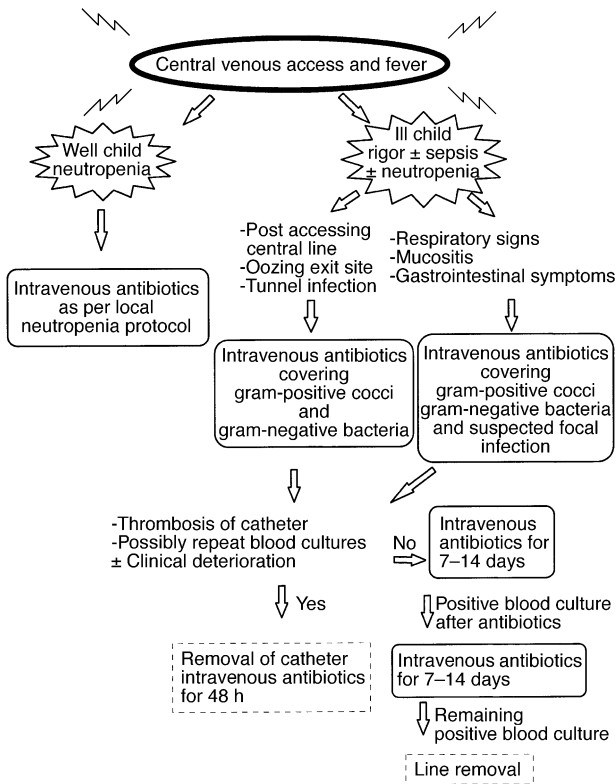 Central venous access and fever
Well child
neutropenia
Ill child
rigor ± sepsis
± neutropenia
Intravenous antibiotics
as per local
neutropenia protocol
-Post accessing
central line
-Oozing exit site
-Tunnel infection
-Respiratory signs
-Mucositis
-Gastrointestinal symptoms
Intravenous antibiotics
covering
gram-positive cocci
and
gram-negative bacteria
Intravenous antibiotics
covering
gram-positive cocci
gram-negative bacteria
and suspected focal
infection
-Thrombosis of catheter
-Possibly repeat blood cultures
± Clinical deterioration
No
Intravenous
antibiotics for
7–14 days
Yes
Positive blood culture
after antibiotics
Removal of catheter
intravenous antibiotics
for 48 h
Intravenous antibiotics
for 7–14 days
Remaining
positive blood culture
Line removal